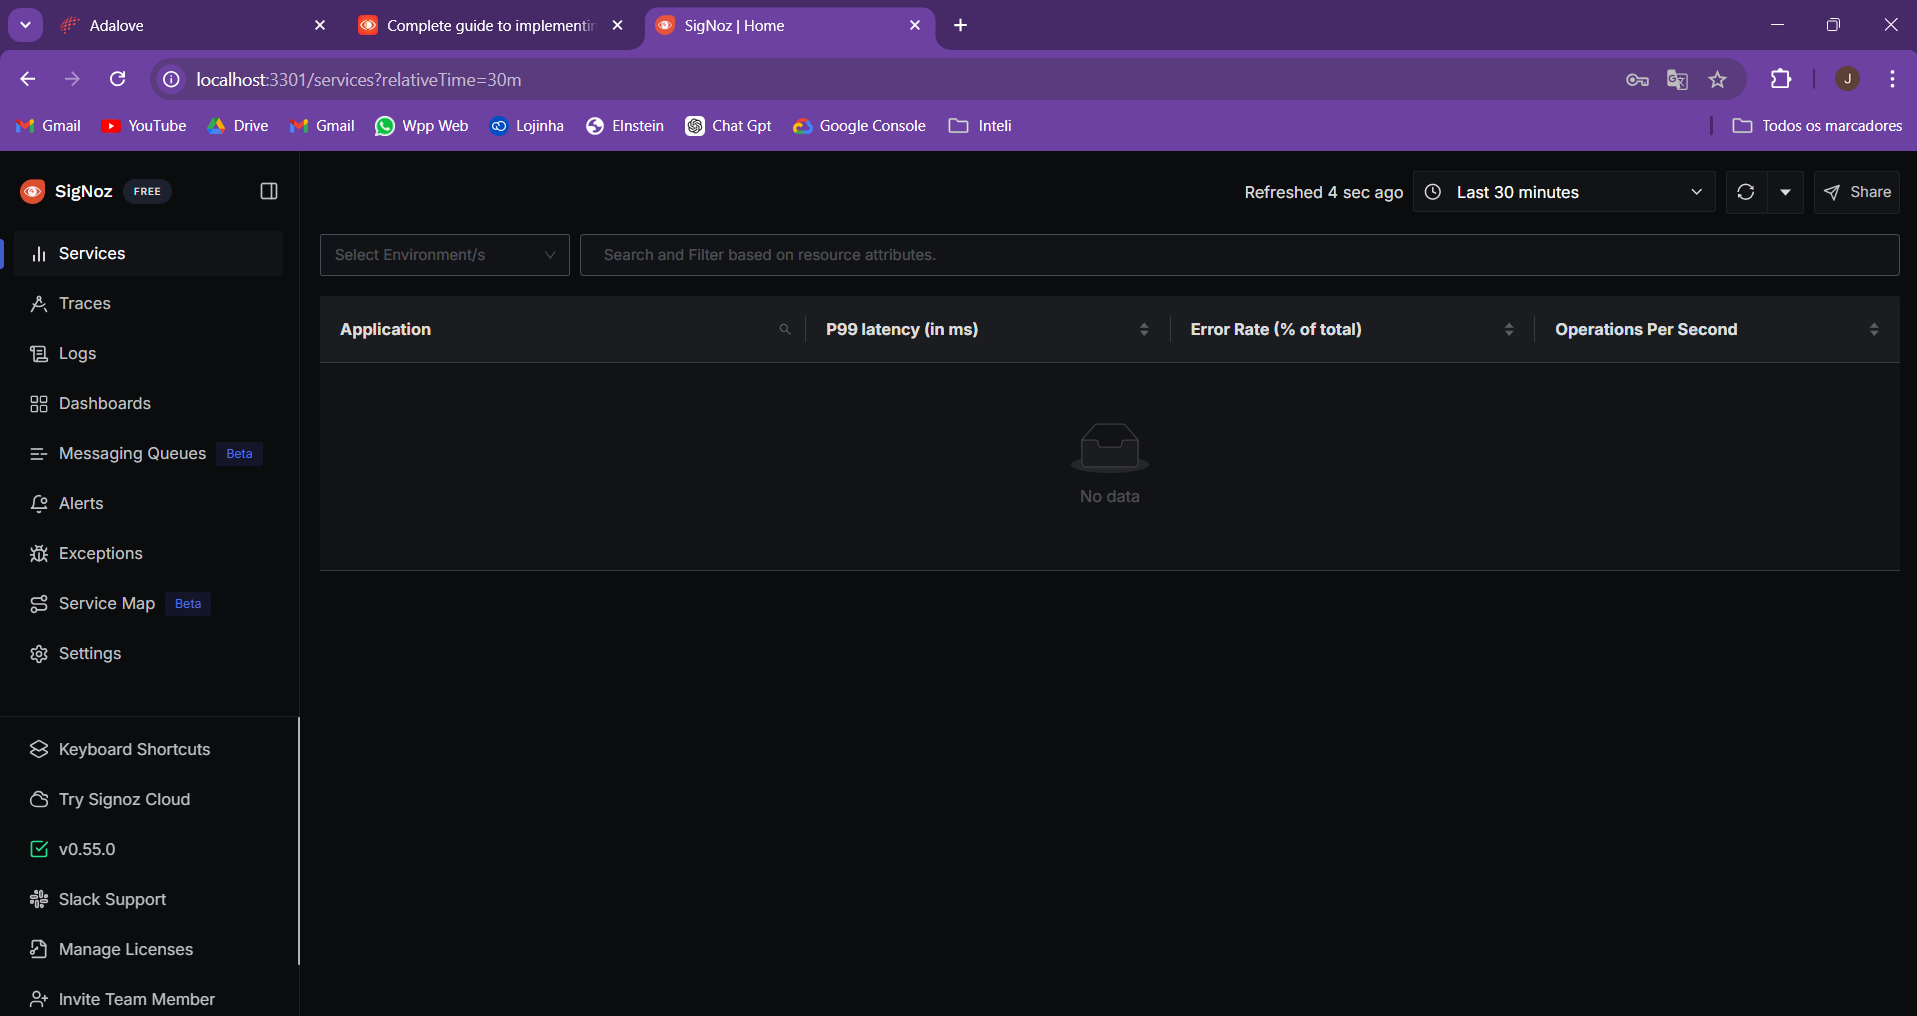 Adalove
Complete guide to implementin
SigNoz | Home
localhost:3301/services?relativeTime=30m
J
Gmail
YouTube
Drive
Gmail
Wpp Web
Lojinha
EInstein
Chat Gpt
Google Console
Inteli
Todos os marcadores
SigNoz FREE
Refreshed 4 sec ago
Last 30 minutes
Share
Services
Select Environment/s
Search and Filter based on resource attributes.
Traces
Application
P99 latency (in ms)
Error Rate (% of total)
Operations Per Second
Logs
Dashboards
Messaging Queues Beta
No data
Alerts
Exceptions
Service Map Beta
Settings
Keyboard Shortcuts
Try Signoz Cloud
v0.55.0
Slack Support
Manage Licenses
Invite Team Member